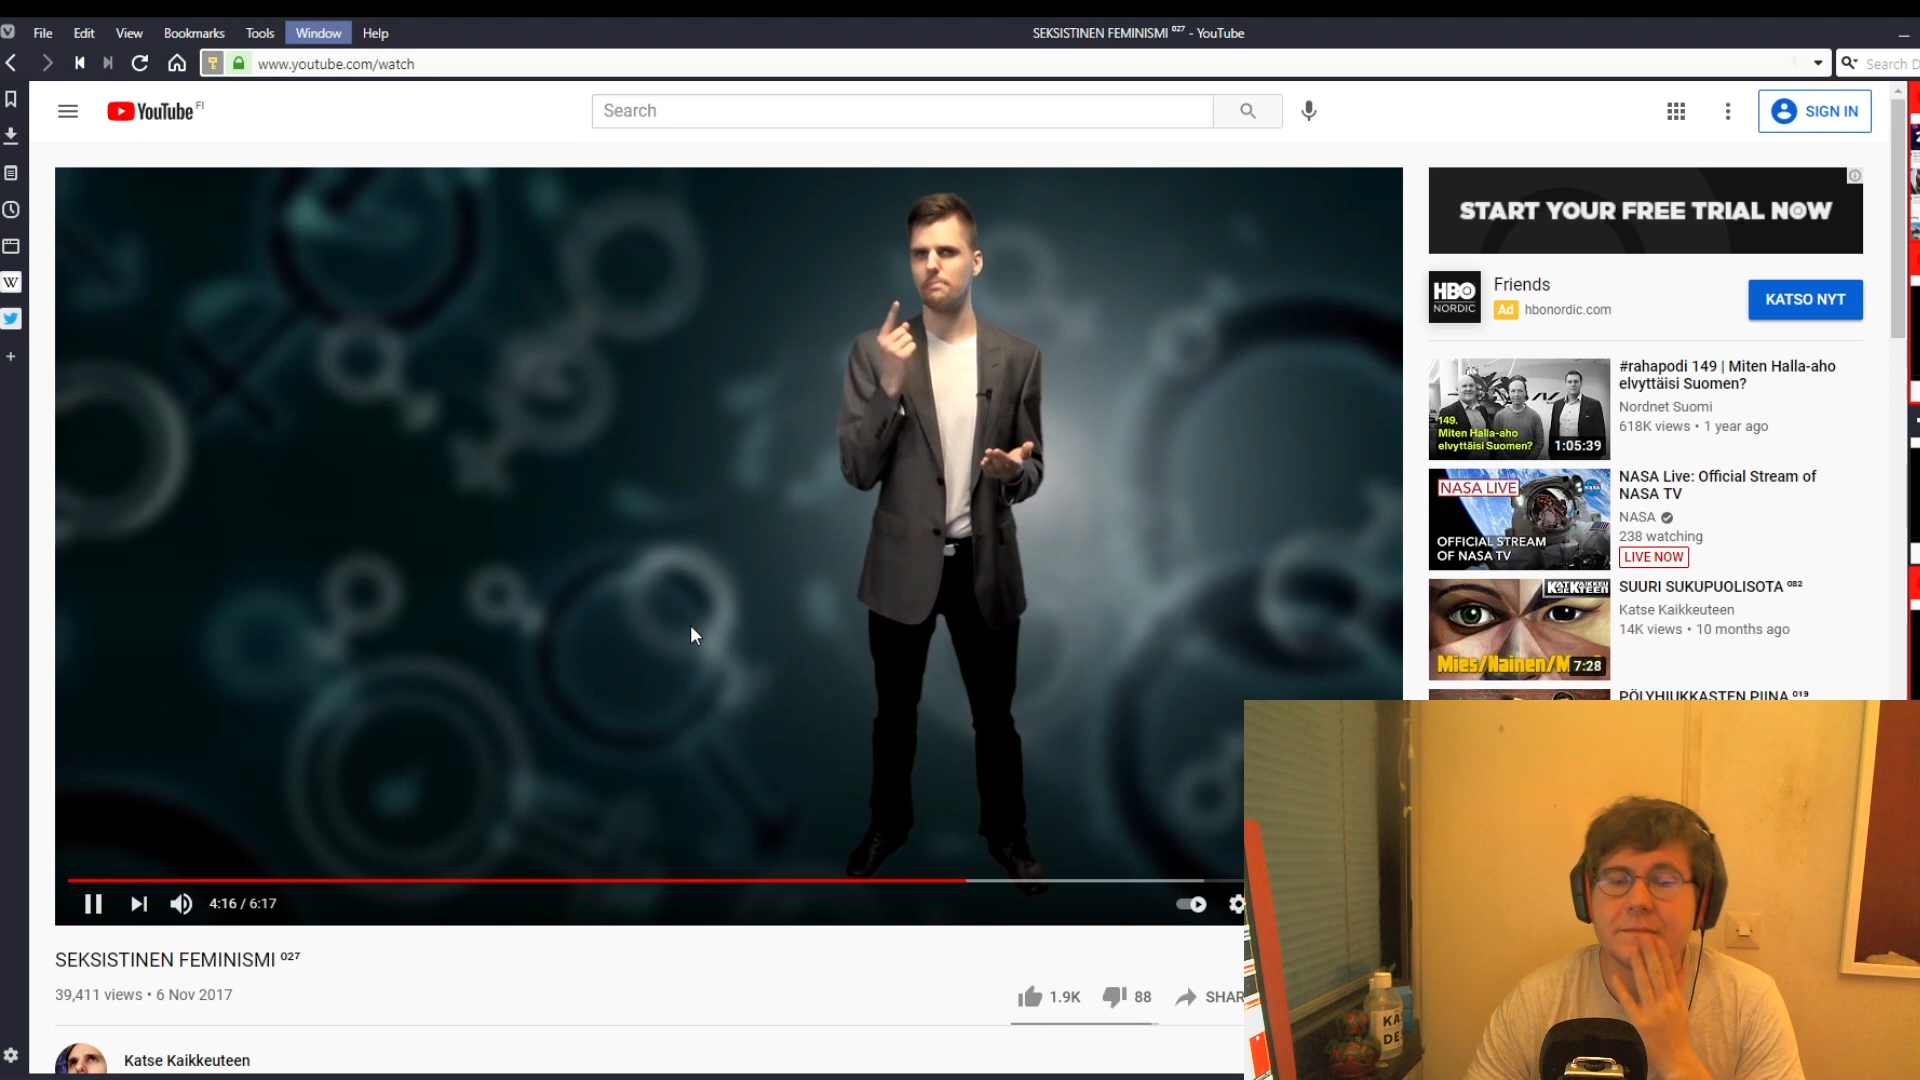 File Edit View Bookmarks Tools Window Help
SEKSISTINEN FEMINISMI ⁰²⁷ - YouTube
www.youtube.com/watch
Search D
YouTube FI
Search
SIGN IN
START YOUR FREE TRIAL NOW
HBO
NORDIC
Friends
Ad hbonordic.com
KATSO NYT
149.
Miten Halla-aho
elvyttäisi Suomen?
1:05:39
#rahapodi 149 | Miten Halla-aho
elvyttäisi Suomen?
Nordnet Suomi
618K views • 1 year ago
NASA LIVE
OFFICIAL STREAM
OF NASA TV
NASA Live: Official Stream of
NASA TV
NASA
238 watching
LIVE NOW
Mies/Nainen/M
7:28
SUURI SUKUPUOLISOTA ⁰⁸²
Katse Kaikkeuteen
14K views • 10 months ago
PÖLYHIUKKASTEN PIINA ⁰¹⁹
4:16 / 6:17
SEKSISTINEN FEMINISMI ⁰²⁷
39,411 views • 6 Nov 2017
1.9K
88
SHAR
Katse Kaikkeuteen
KÄ
DE